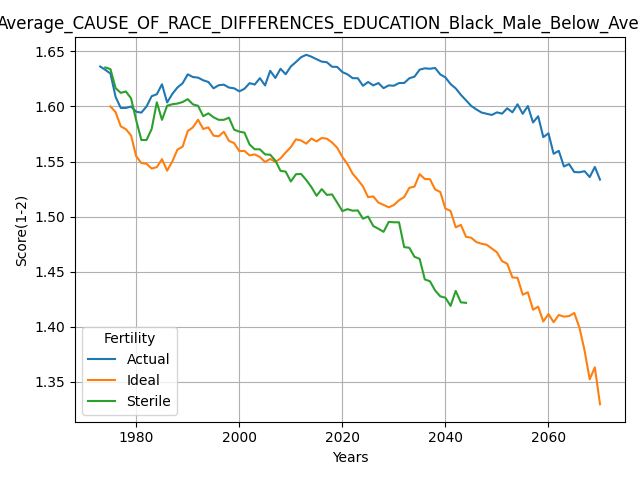 Average_CAUSE_OF_RACE_DIFFERENCES_EDUCATION_Black_Male_Below_Ave
1.65
1.60
1.55
1.50
1.45
1.40
1.35
Score(1-2)
Fertility
Actual
Ideal
Sterile
1980 2000 2020 2040 2060
Years